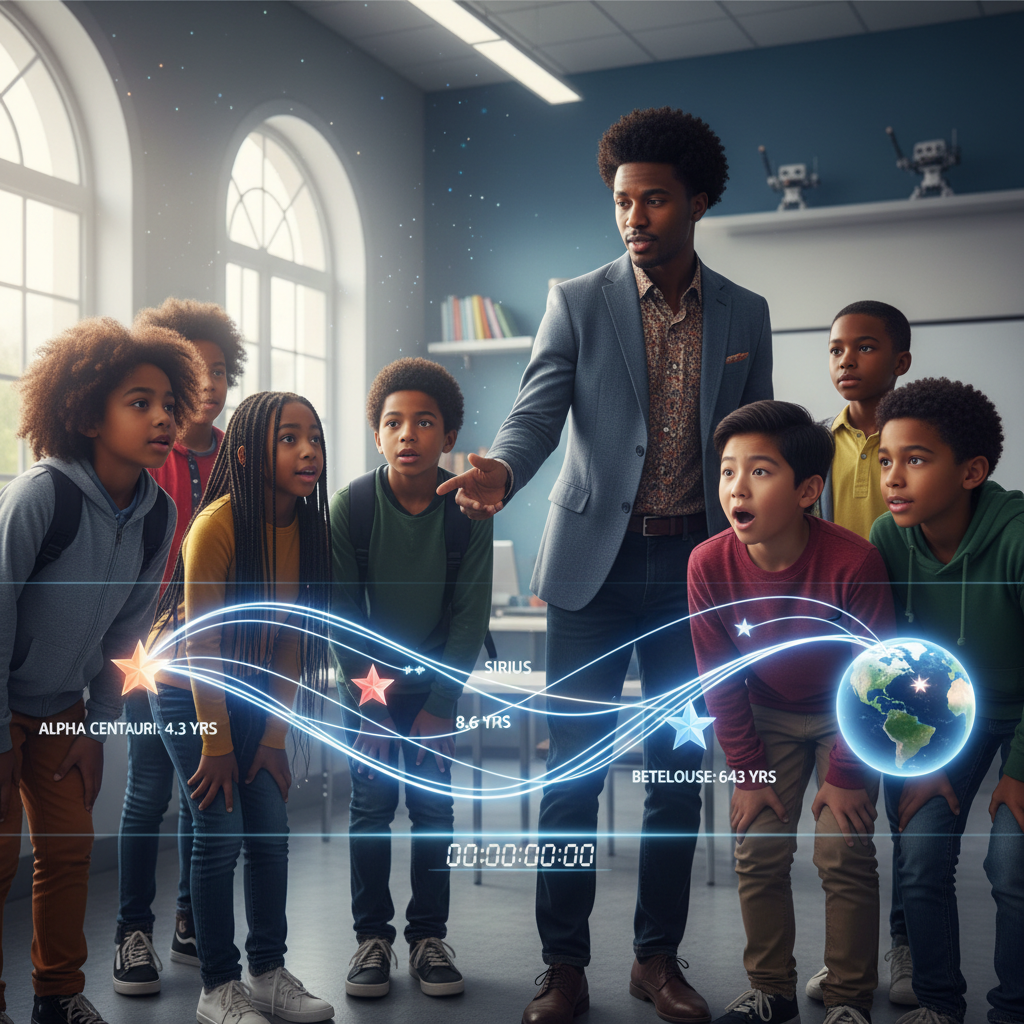 SIRIUS
8.6 YRS
ALPHA CENTAURI: 4.3 YRS
BETELOUSE: 643 YRS
00:00:00:00